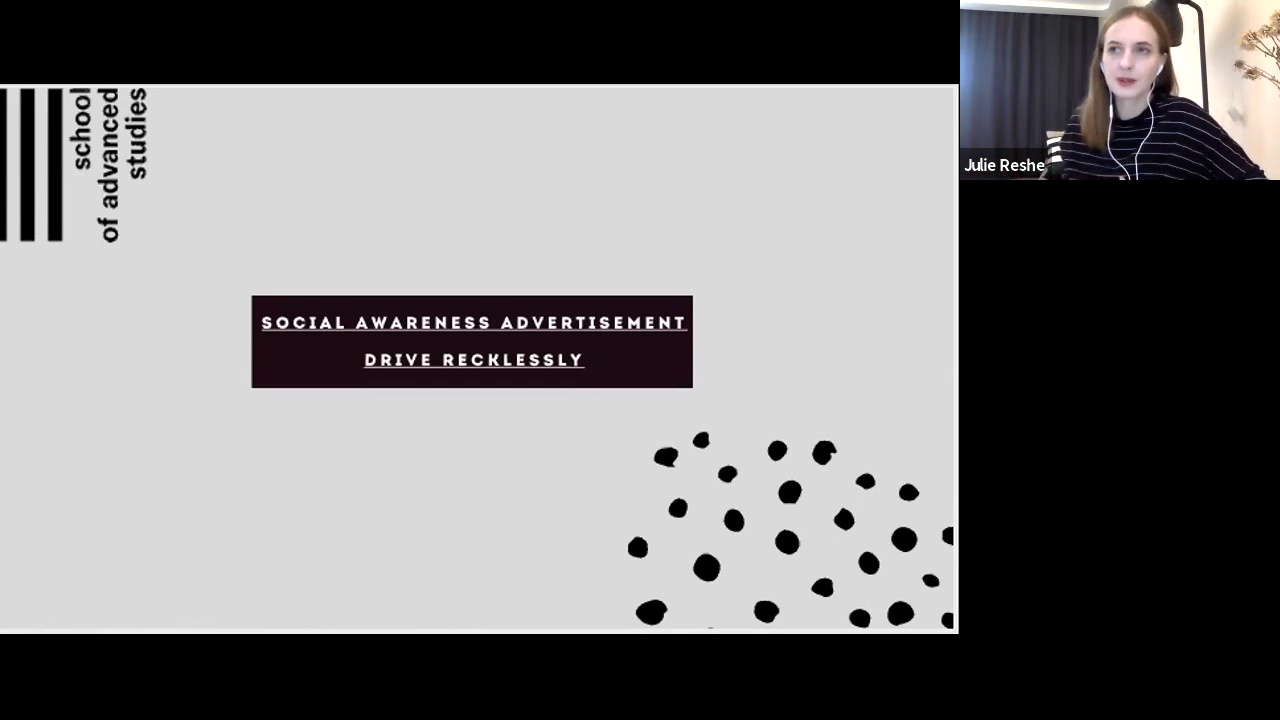 school
of advanced
studies
SOCIAL AWARENESS ADVERTISEMENT
DRIVE RECKLESSLY
Julie Reshe